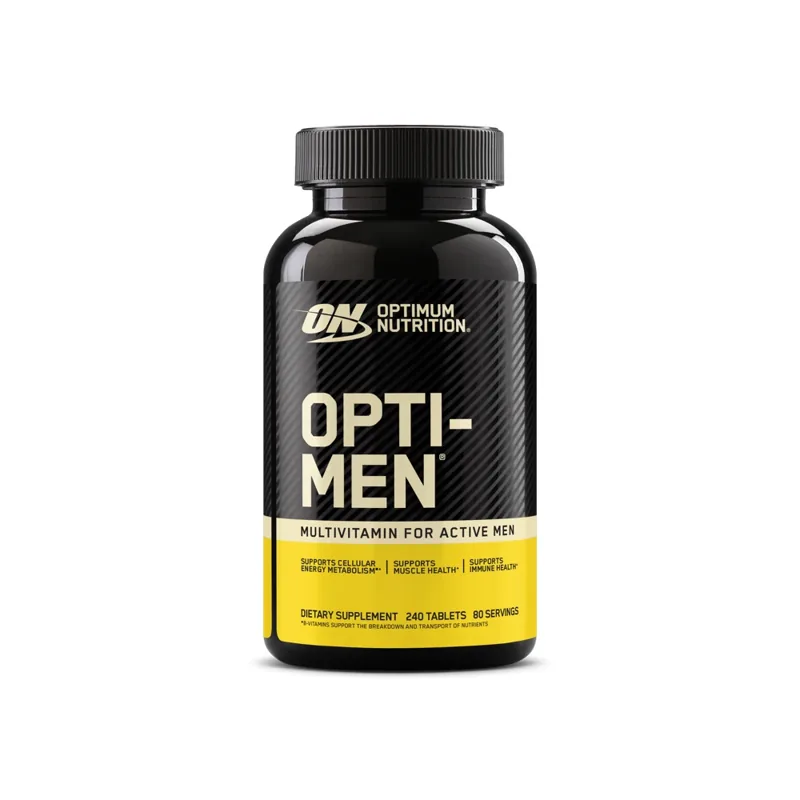 ON OPTIMUM
NUTRITION®
OPTI-
MEN®
MULTIVITAMIN FOR ACTIVE MEN
SUPPORTS CELLULAR
ENERGY METABOLISM**
SUPPORTS
MUSCLE HEALTH*
SUPPORTS
IMMUNE HEALTH*
DIETARY SUPPLEMENT 240 TABLETS 80 SERVINGS
*B-VITAMINS SUPPORT THE BREAKDOWN AND TRANSPORT OF NUTRIENTS